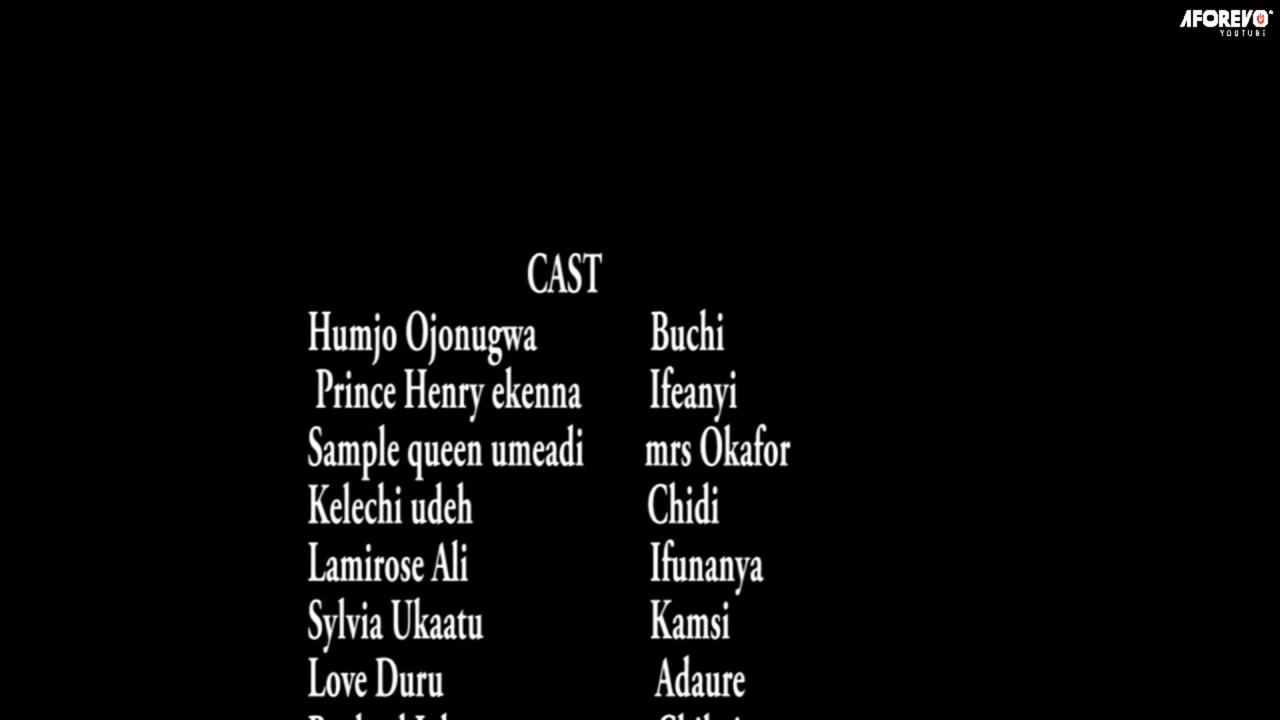 AFOREVO
YOUTUBE
CAST
Humjo Ojonugwa Buchi
Prince Henry ekenna Ifeanyi
Sample queen umeadi mrs Okafor
Kelechi udeh Chidi
Lamirose Ali Ifunanya
Sylvia Ukaatu Kamsi
Love Duru Adaure